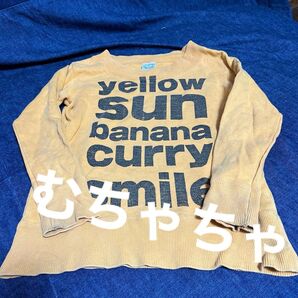 yellow
sun
banana
curry
smile
むちゃちゃ